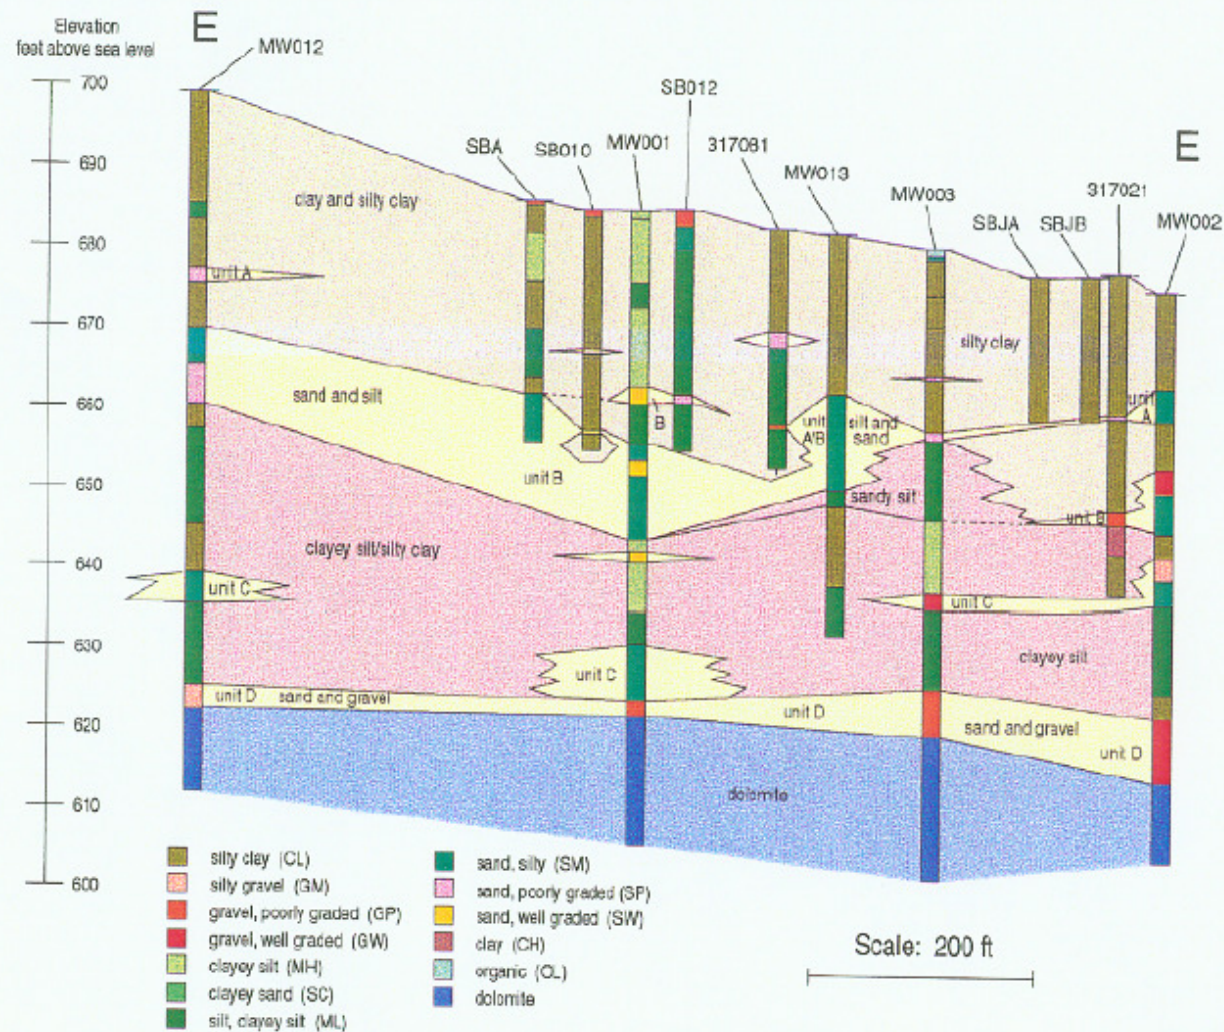 Elevation
feet above sea level
E
MW012
SBA
SB010
MW001
SB012
317081
MW013
MW003
SBJA
SBJB
317021
E
MW002
700
690
680
670
660
650
640
630
620
610
600
clay and silty clay
unit A
sand and silt
unit B
B
unit
A'B
silt and
sand
sandy silt
silty clay
unit
A
unit B
clayey silt/silty clay
unit C
unit C
unit C
clayey silt
unit D sand and gravel
unit D
sand and gravel
unit D
dolomite
silty clay (CL)
silly gravel (GM)
gravel, poorly graded (GP)
gravel, well graded (GW)
clayey silt (MH)
clayey sand (SC)
silt, clayey silt (ML)
sand, silly (SM)
sand, poorly graded (SP)
sand, well graded (SW)
clay (CH)
organic (OL)
dolomite
Scale: 200 ft